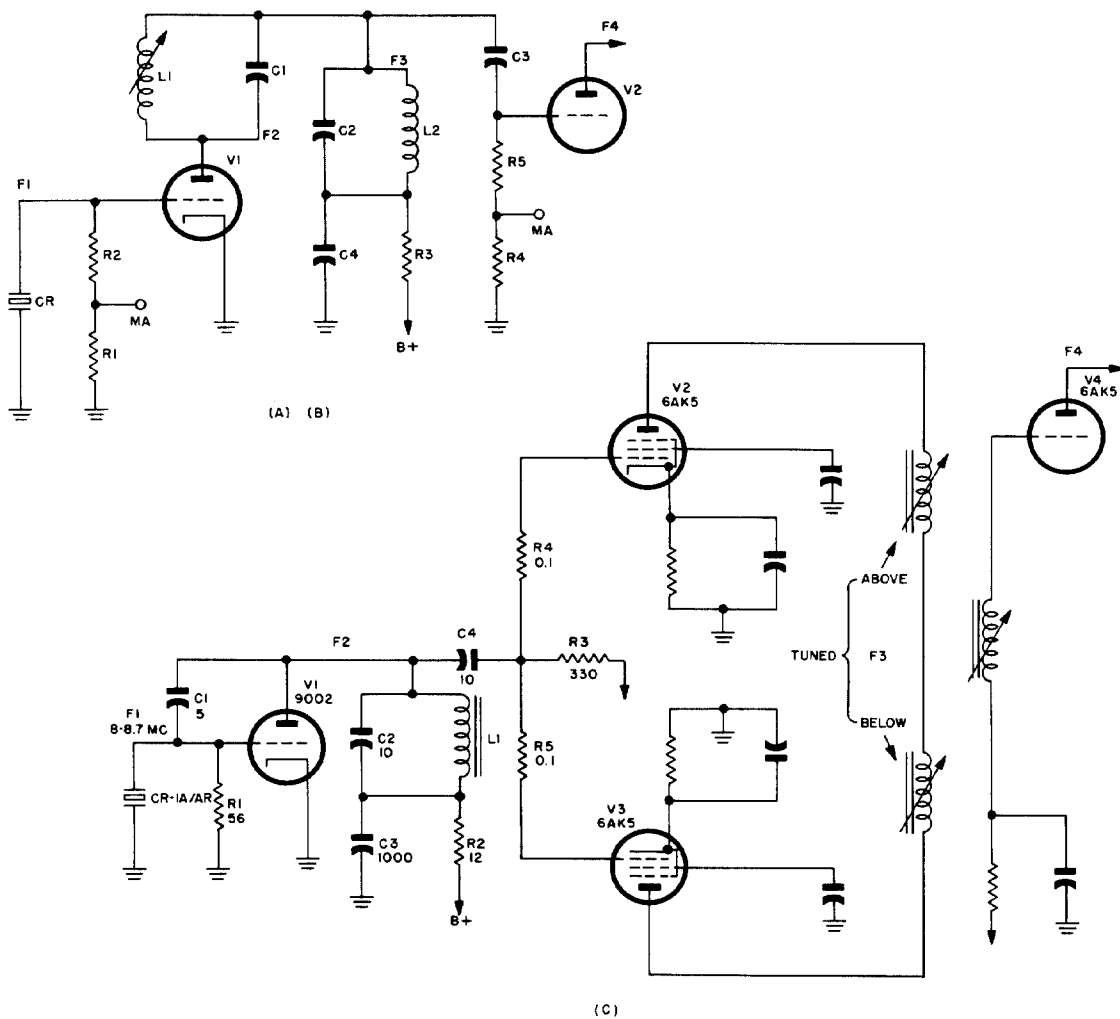 F4
C3
L1
C1
F3
V2
F2
C2
L2
V1
R5
F1
MA
R2
C4
R3
R4
CR
MA
B+
R1
(A) (B)
V2
6AK5
F4
V4
6AK5
R4
0.1
ABOVE
F2
C4
10
R3
330
TUNED
F3
C1
5
V1
9002
F1
8-8.7 MC
C2
10
L1
R5
0.1
BELOW
CR-1A/AR
R1
56
V3
6AK5
C3
1000
R2
12
B+
(C)